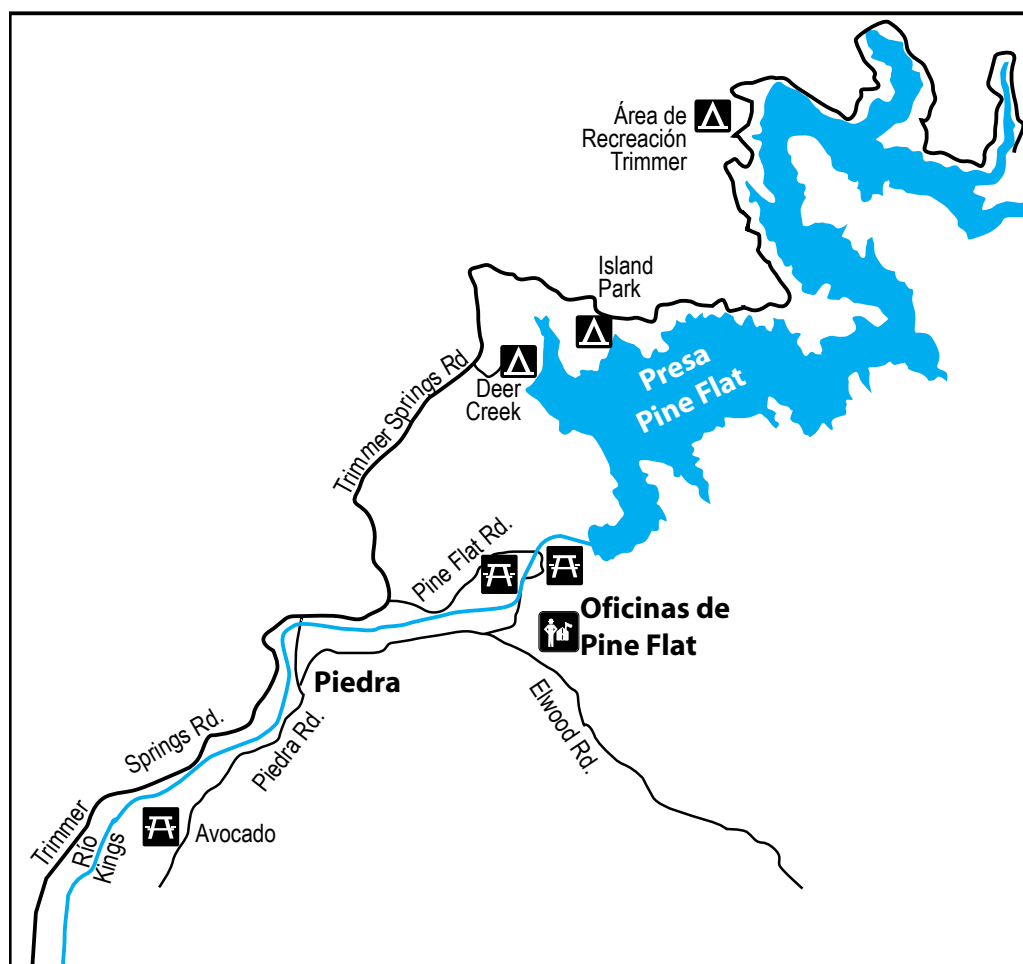 Área de
Recreación
Trimmer
Island
Park
Presa
Pine Flat
Deer
Creek
Trimmer Springs Rd
Pine Flat Rd.
Oficinas de
Pine Flat
Piedra
Elwood Rd.
Springs Rd.
Piedra Rd.
Trimmer
Río
Kings
Avocado